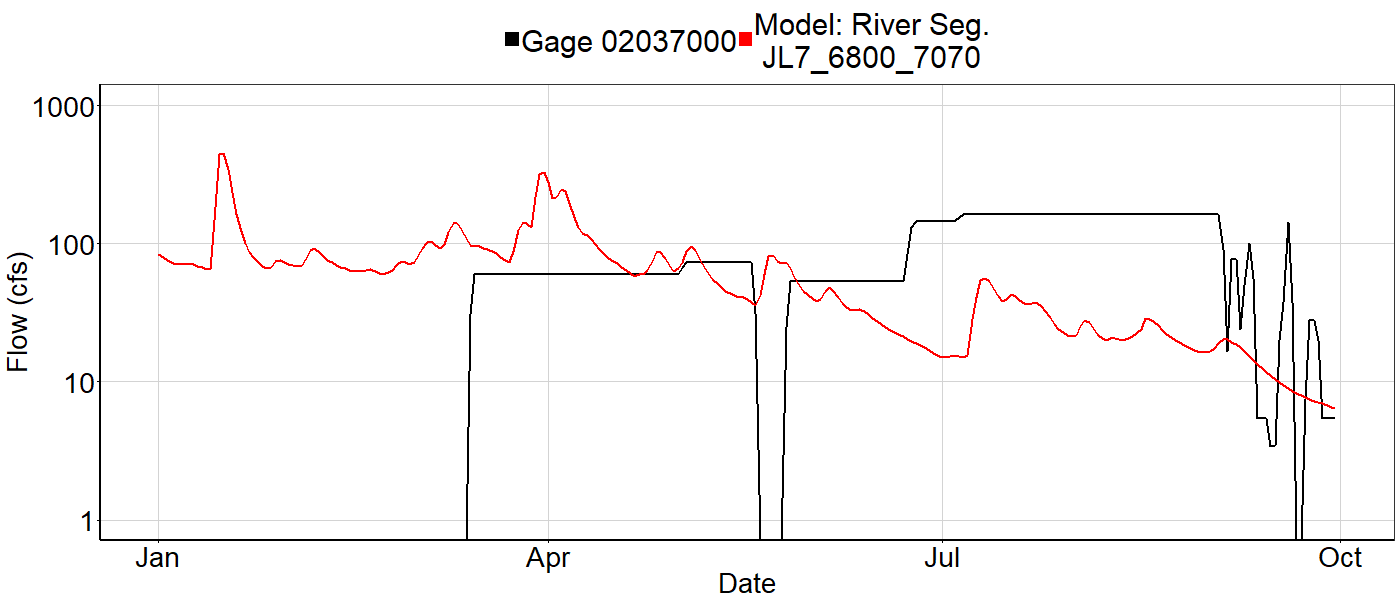 Gage 02037000
Model: River Seg.
JL7_6800_7070
1000
100
10
1
Flow (cfs)
Jan
Apr
Jul
Oct
Date